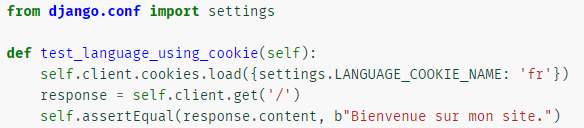 from django.conf import settings
def test_language_using_cookie(self):
    self.client.cookies.load({settings.LANGUAGE_COOKIE_NAME: 'fr'})
    response = self.client.get('/')
    self.assertEqual(response.content, b"Bienvenue sur mon site.")